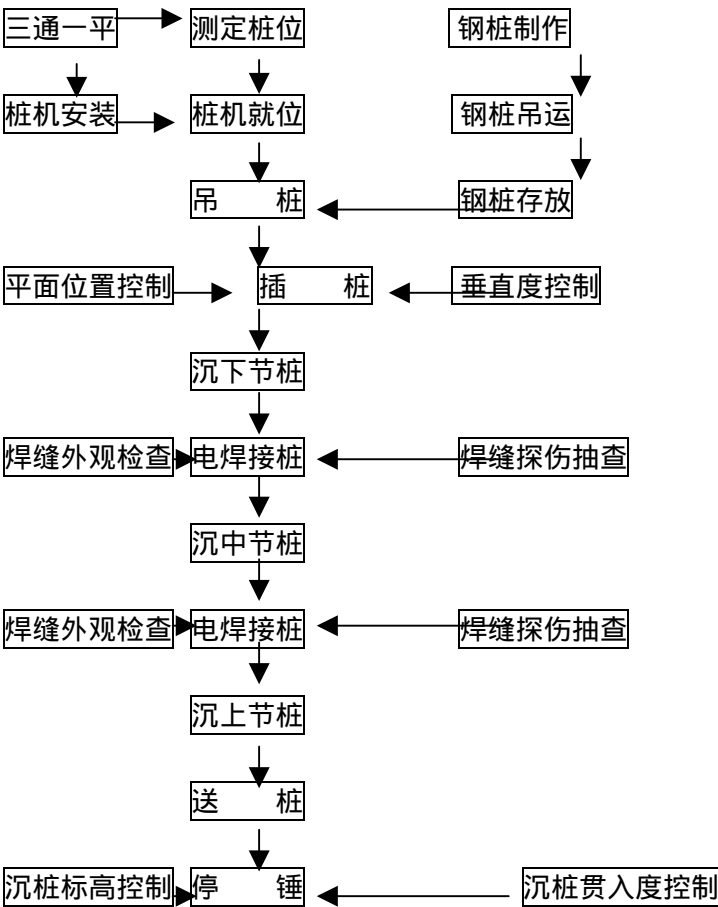 三通一平 测定桩位 钢桩制作
桩机安装 桩机就位 钢桩吊运
吊 桩 钢桩存放
平面位置控制 插 桩 垂直度控制
沉下节桩
焊缝外观检查 电焊接桩 焊缝探伤抽查
沉中节桩
焊缝外观检查 电焊接桩 焊缝探伤抽查
沉上节桩
送 桩
沉桩标高控制 停 锤 沉桩贯入度控制